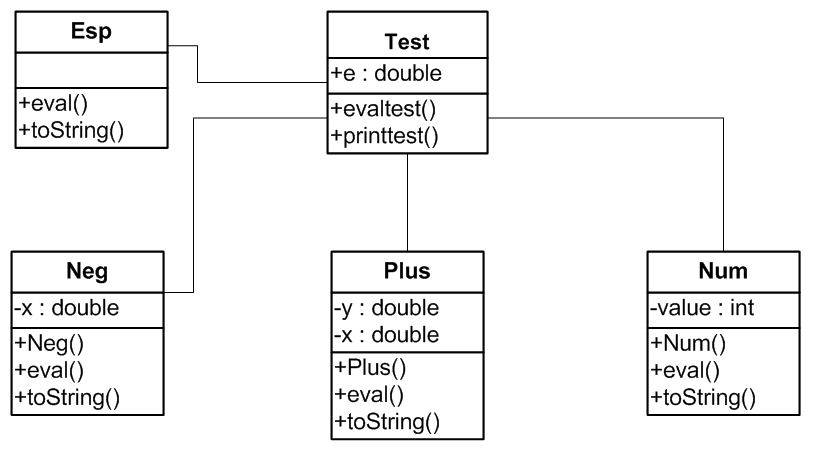 Esp
+eval()
+toString()
Test
+e : double
+evaltest()
+printtest()
Neg
-x : double
+Neg()
+eval()
+toString()
Plus
-y : double
-x : double
+Plus()
+eval()
+toString()
Num
-value : int
+Num()
+eval()
+toString()